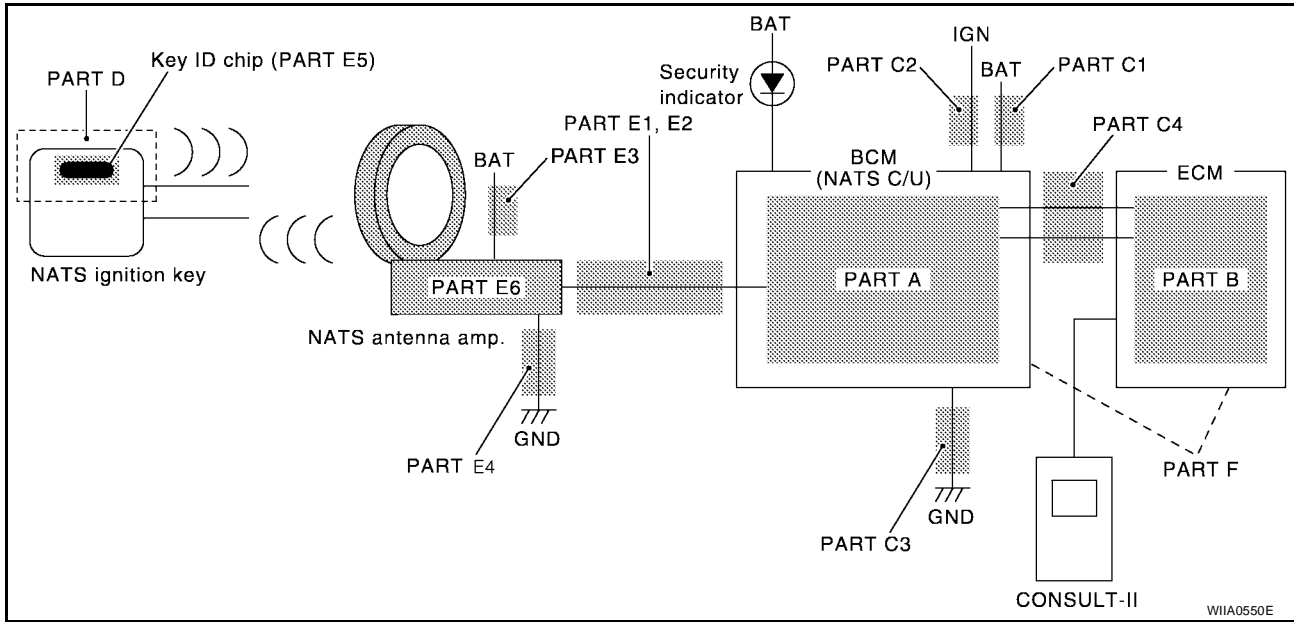 PART D
Key ID chip (PART E5)
NATS ignition key
BAT
PART E3
PART E1, E2
PART E6
NATS antenna amp.
PART E4
GND
BAT
Security
indicator
IGN
PART C2
BAT
PART C1
PART C4
BCM
(NATS C/U)
PART A
ECM
PART B
PART C3
GND
PART F
CONSULT-II
WIIA0550E